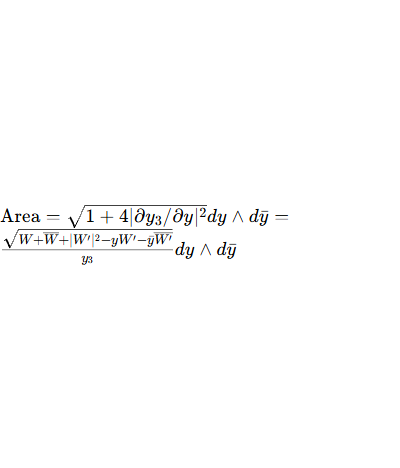 Area = √(1 + 4|∂y₃/∂y|²) dy ∧ dȳ =
√(W+W̅+|W′|²−yW′−ȳW̅′) / y₃ dy ∧ dȳ